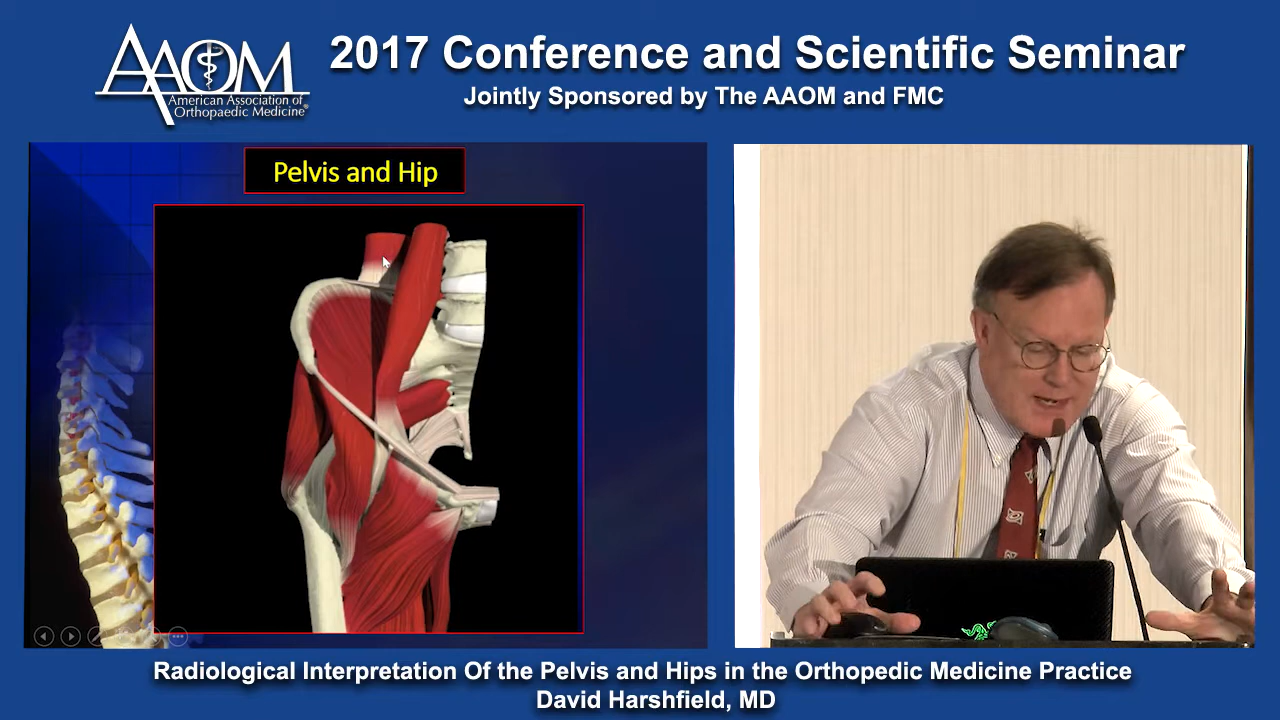 AAOM
American Association of
Orthopaedic Medicine®
2017 Conference and Scientific Seminar
Jointly Sponsored by The AAOM and FMC
Pelvis and Hip
Radiological Interpretation Of the Pelvis and Hips in the Orthopedic Medicine Practice
David Harshfield, MD